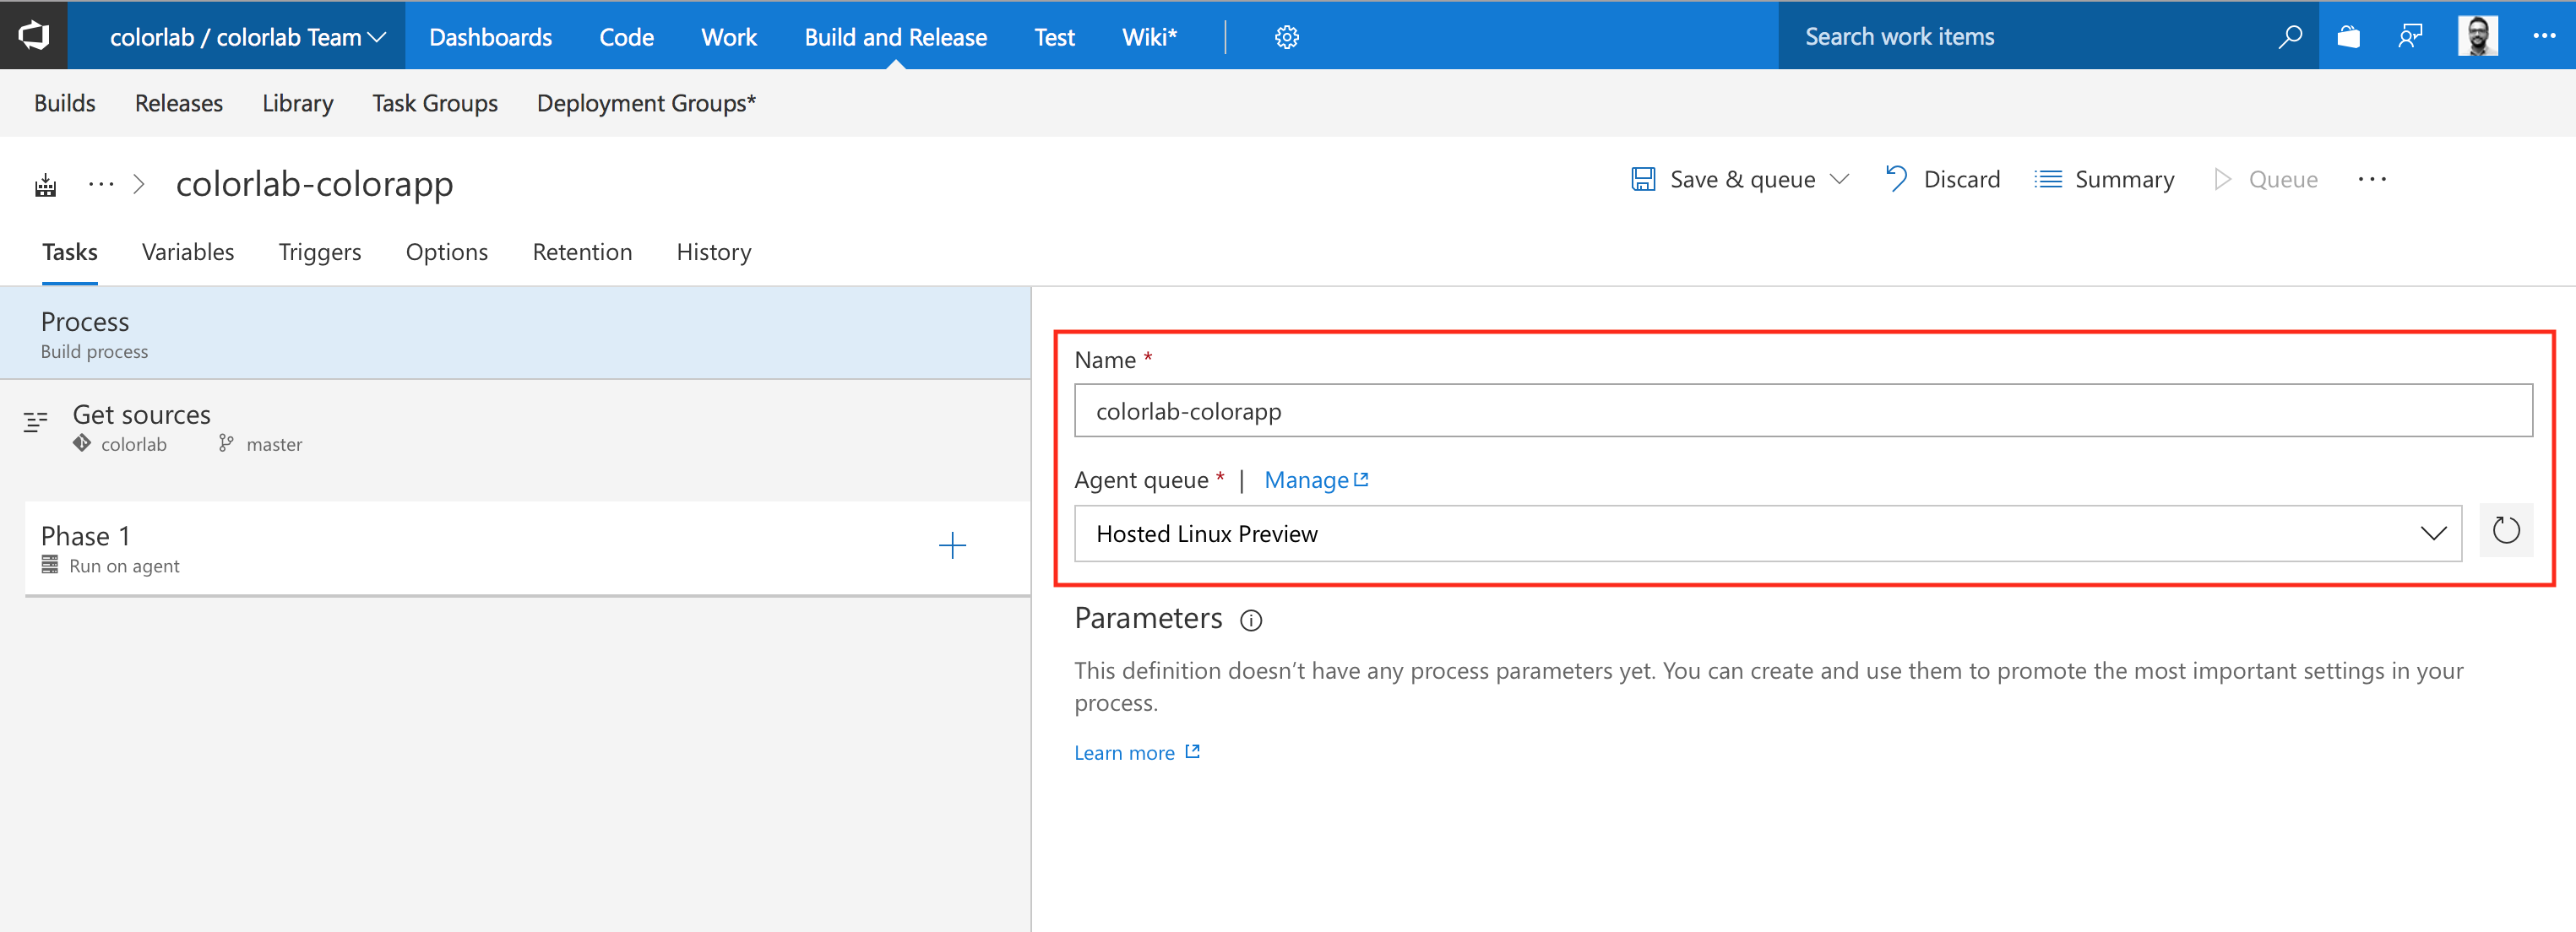 colorlab / colorlab Team Dashboards Code Work Build and Release Test Wiki* Search work items
Builds Releases Library Task Groups Deployment Groups*
... > colorlab-colorapp Save & queue Discard Summary Queue ...
Tasks Variables Triggers Options Retention History
Process
Build process
Get sources
colorlab master
Phase 1
Run on agent
Name *
colorlab-colorapp
Agent queue * | Manage
Hosted Linux Preview
Parameters
This definition doesn’t have any process parameters yet. You can create and use them to promote the most important settings in your
process.
Learn more